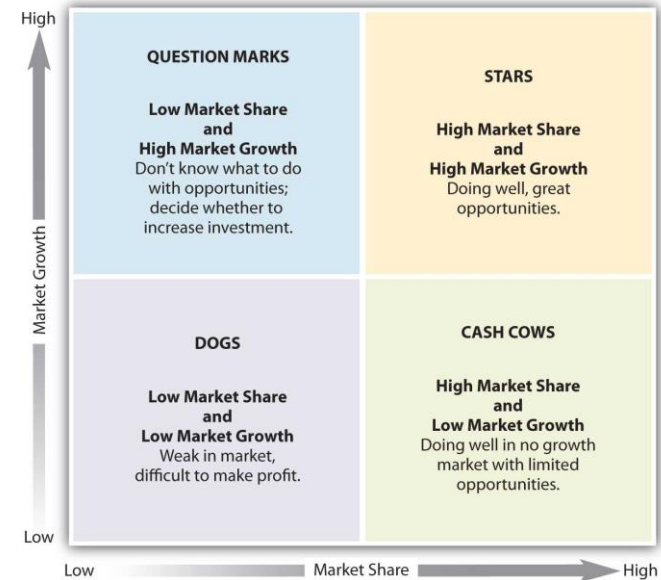 High
QUESTION MARKS
Low Market Share
and
High Market Growth
Don't know what to do
with opportunities;
decide whether to
increase investment.
STARS
High Market Share
and
High Market Growth
Doing well, great
opportunities.
Market Growth
DOGS
Low Market Share
and
Low Market Growth
Weak in market,
difficult to make profit.
CASH COWS
High Market Share
and
Low Market Growth
Doing well in no growth
market with limited
opportunities.
Low
Low
Market Share
High